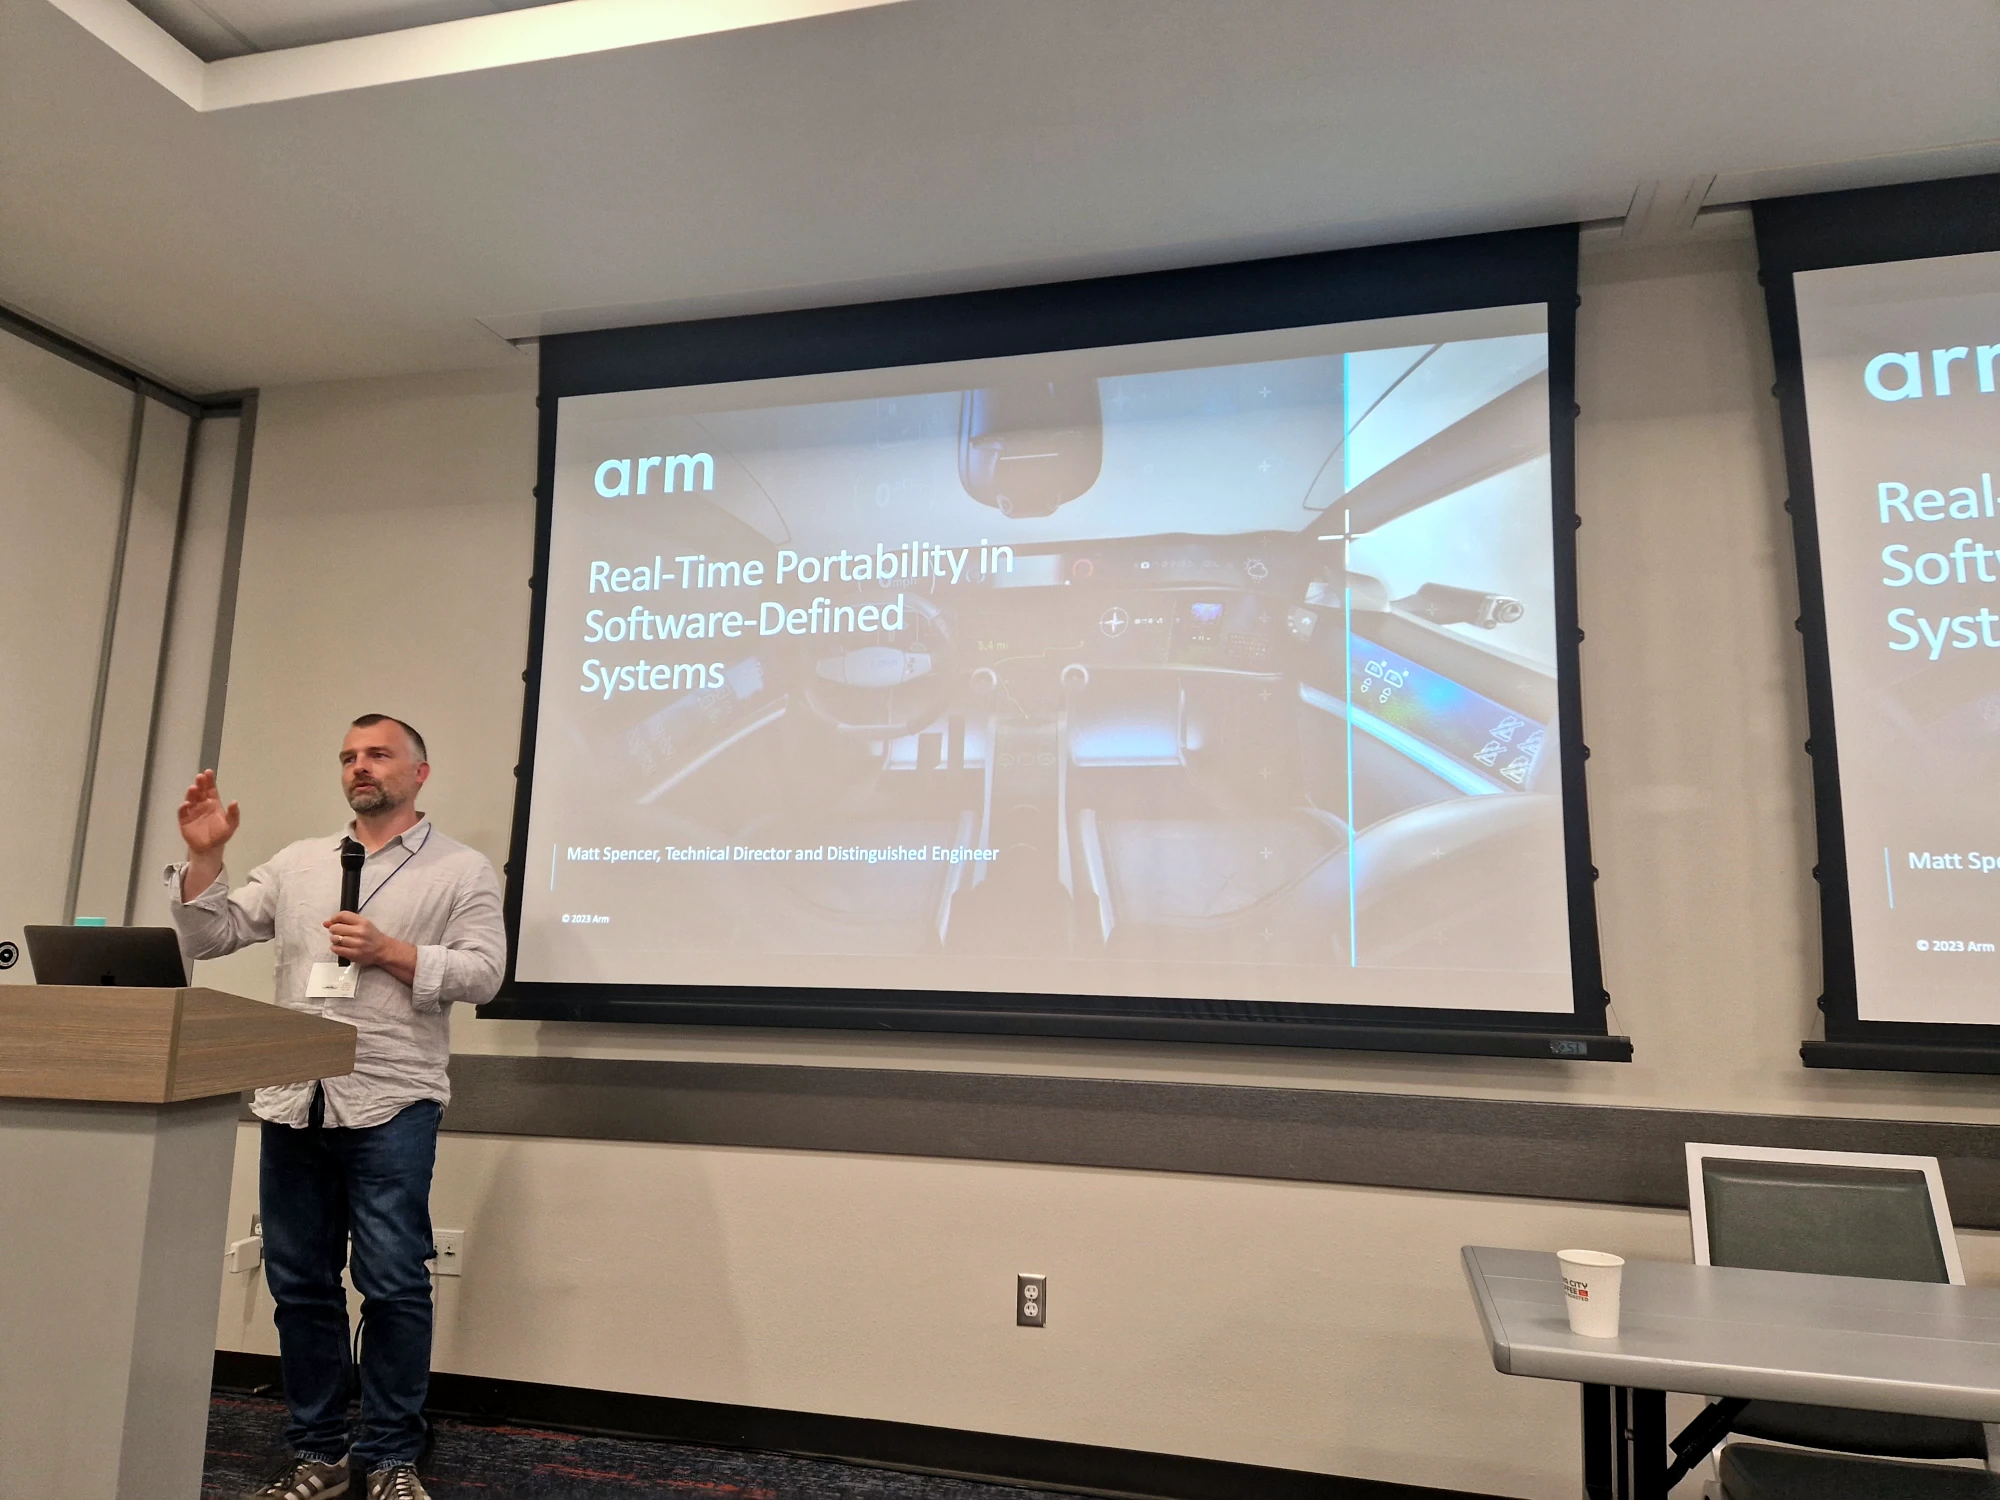 arm
Real-Time Portability in
Software-Defined
Systems
Matt Spencer, Technical Director and Distinguished Engineer
© 2023 Arm
arm
Real-
Soft
Syst
Matt Spe
© 2023 Arm
CITY